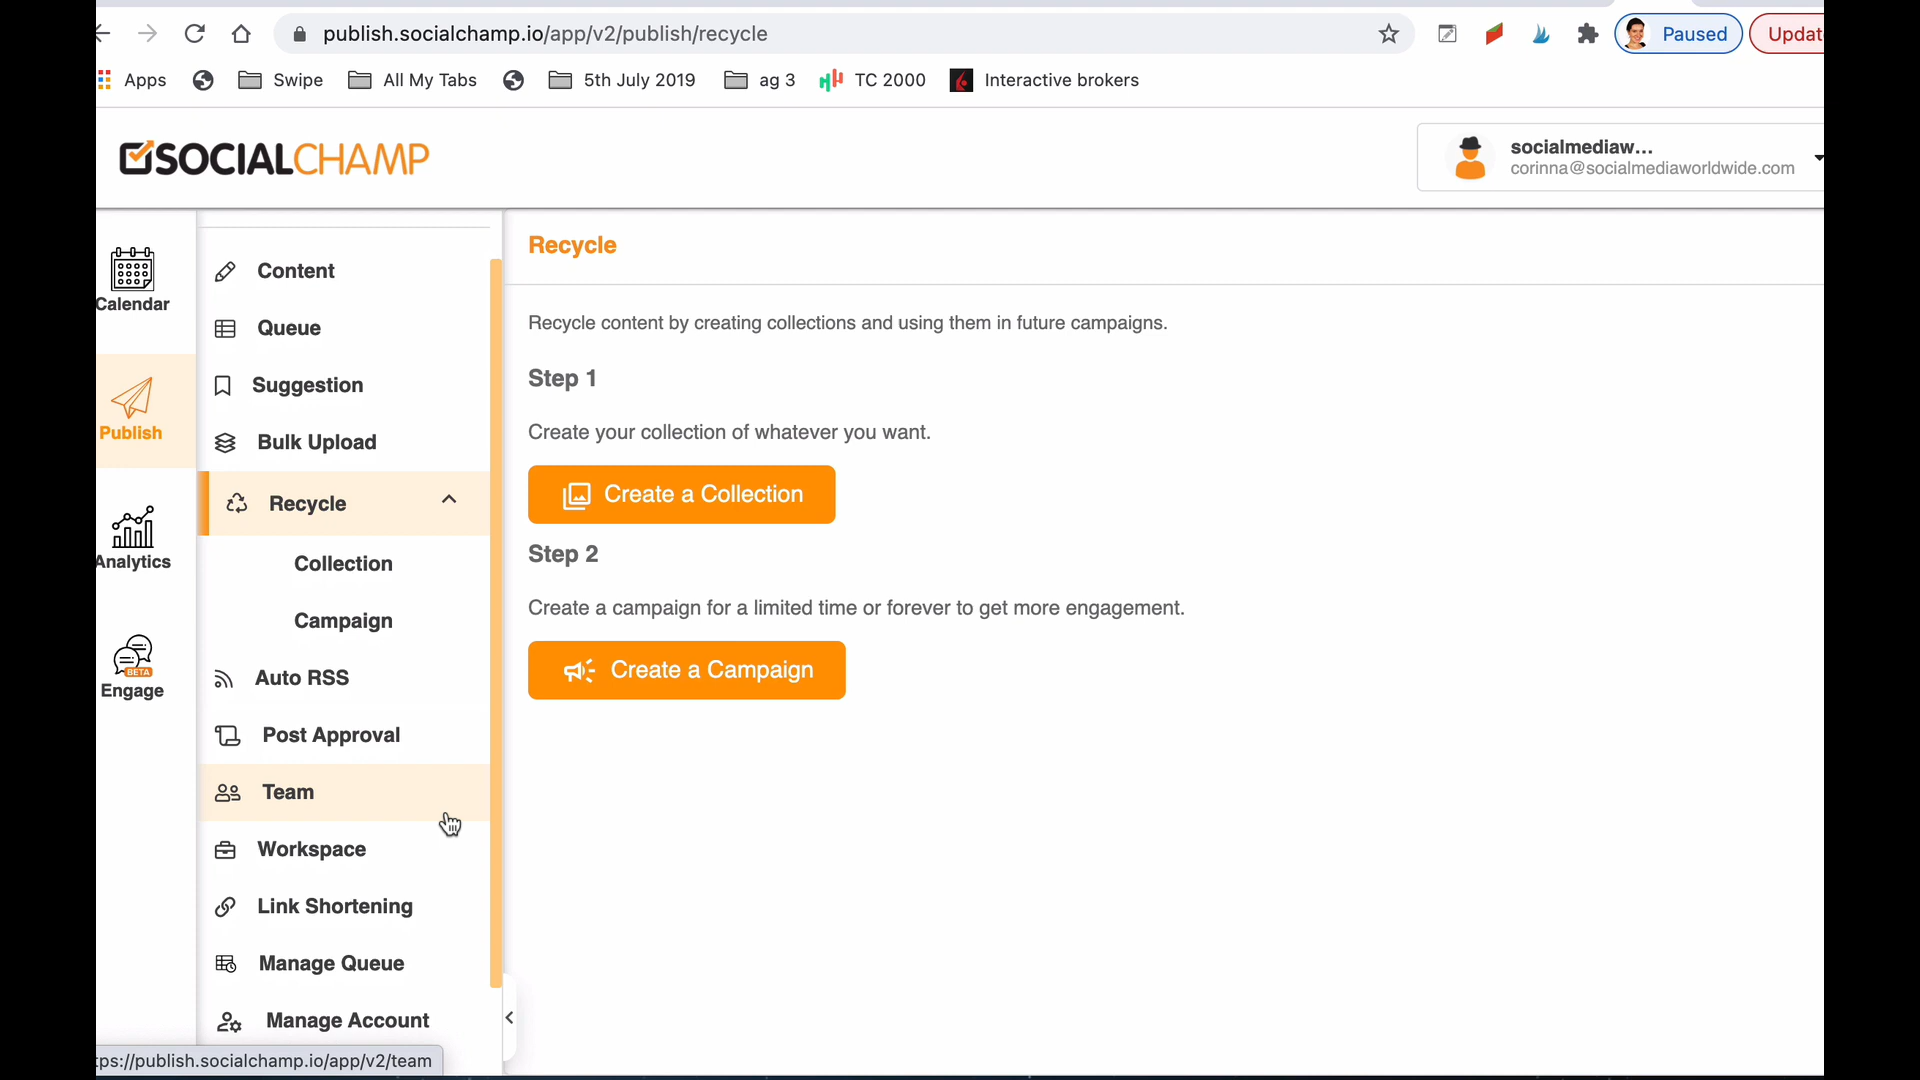 publish.socialchamp.io/app/v2/publish/recycle
Paused
Updat
Apps
Swipe
All My Tabs
5th July 2019
ag 3
TC 2000
Interactive brokers
SOCIALCHAMP
socialmediaw...
corinna@socialmediaworldwide.com
Calendar
Publish
Analytics
BETA
Engage
Content
Queue
Suggestion
Bulk Upload
Recycle
Collection
Campaign
Auto RSS
Post Approval
Team
Workspace
Link Shortening
Manage Queue
Manage Account
Recycle
Recycle content by creating collections and using them in future campaigns.
Step 1
Create your collection of whatever you want.
Create a Collection
Step 2
Create a campaign for a limited time or forever to get more engagement.
Create a Campaign
tps://publish.socialchamp.io/app/v2/team